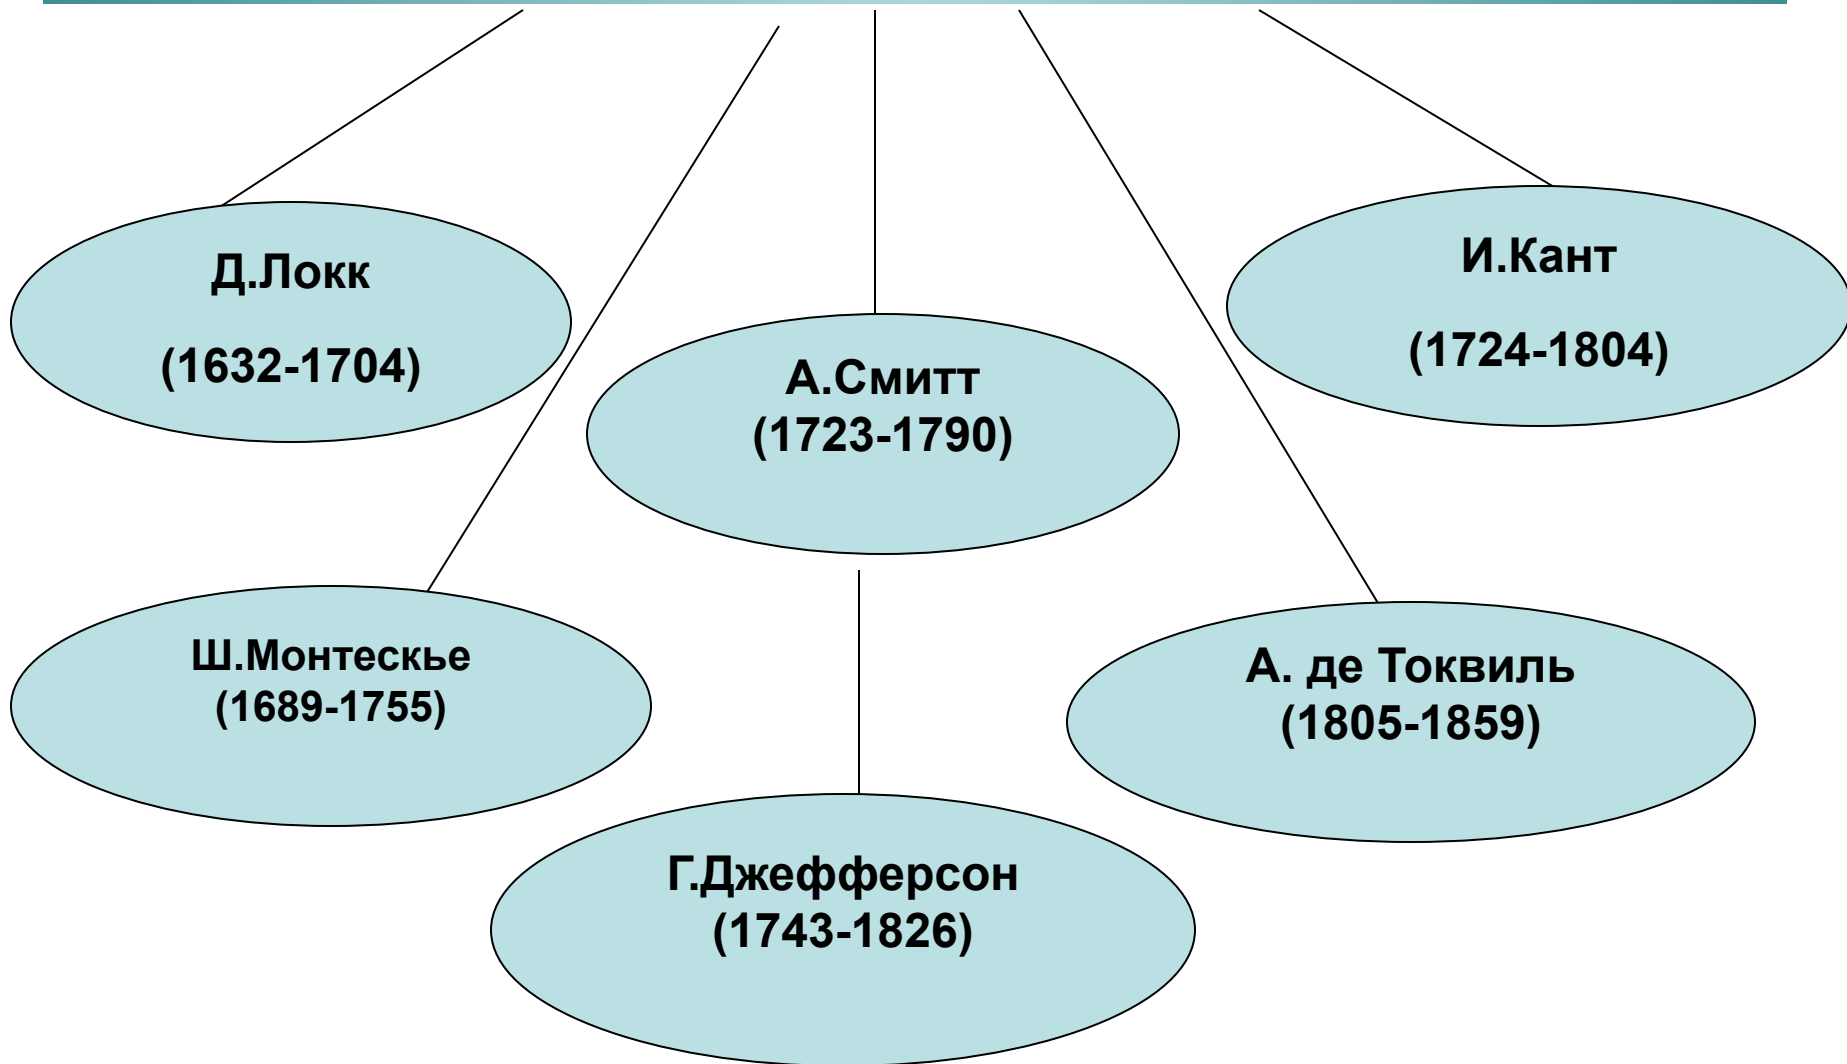 Д.Локк
(1632-1704)
И.Кант
(1724-1804)
А.Смитт
(1723-1790)
Ш.Монтескье
(1689-1755)
А. де Токвиль
(1805-1859)
Г.Джефферсон
(1743-1826)